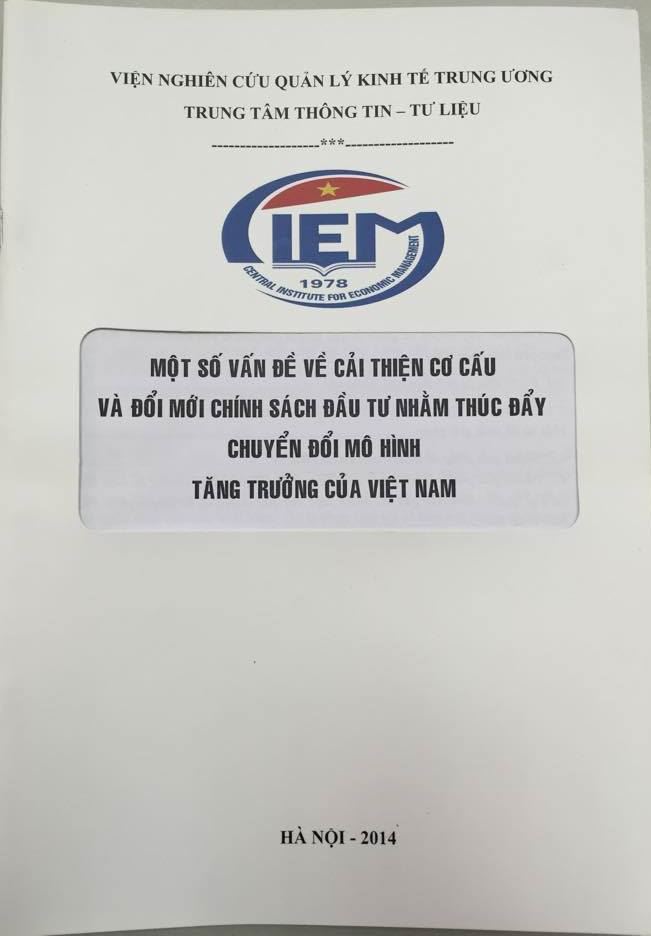 VIỆN NGHIÊN CỨU QUẢN LÝ KINH TẾ TRUNG ƯƠNG
TRUNG TÂM THÔNG TIN – TƯ LIỆU
-------------------***-------------------
CIEM
1978
CENTRAL INSTITUTE FOR ECONOMIC MANAGEMENT
MỘT SỐ VẤN ĐỀ VỀ CẢI THIỆN CƠ CẤU
VÀ ĐỔI MỚI CHÍNH SÁCH ĐẦU TƯ NHẰM THÚC ĐẨY
CHUYỂN ĐỔI MÔ HÌNH
TĂNG TRƯỞNG CỦA VIỆT NAM
HÀ NỘI - 2014